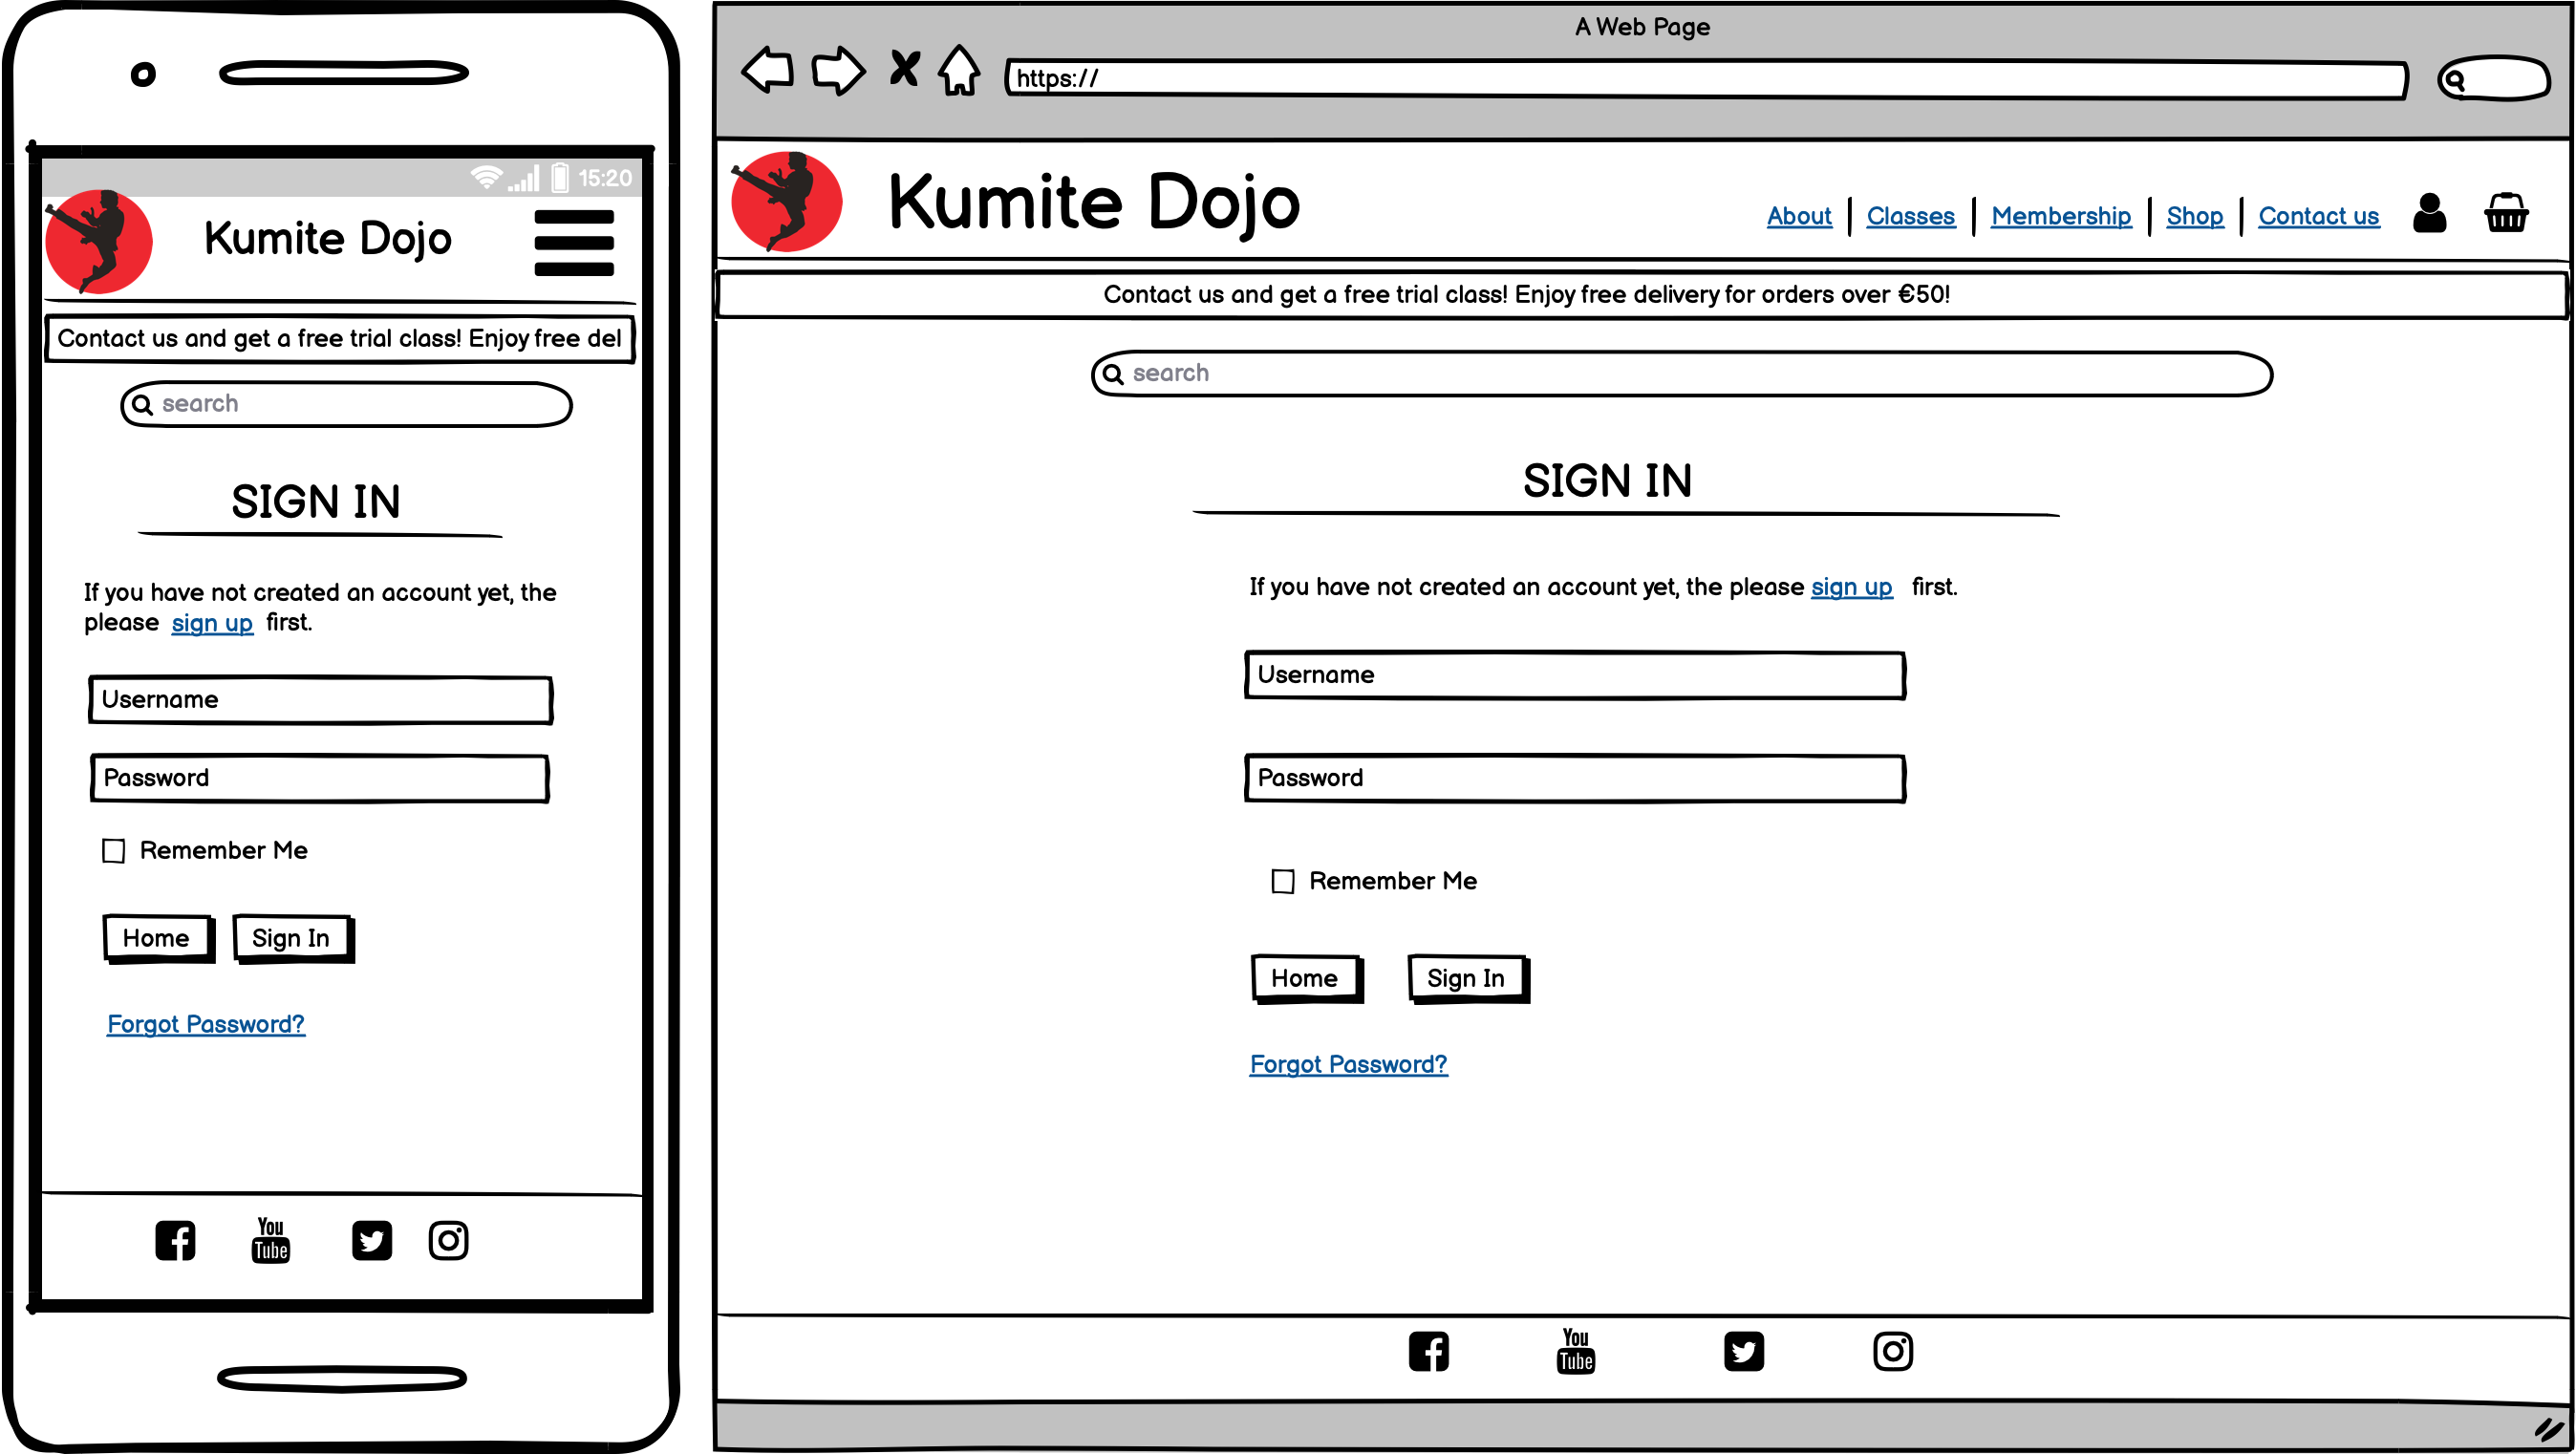 15:20
Kumite Dojo
Contact us and get a free trial class! Enjoy free del
search
SIGN IN
If you have not created an account yet, the
please sign up first.
Username
Password
Remember Me
Home Sign In
Forgot Password?
You
Tube
A Web Page
https://
Kumite Dojo
About Classes Membership Shop Contact us
Contact us and get a free trial class! Enjoy free delivery for orders over €50!
search
SIGN IN
If you have not created an account yet, the please sign up first.
Username
Password
Remember Me
Home Sign In
Forgot Password?
You
Tube